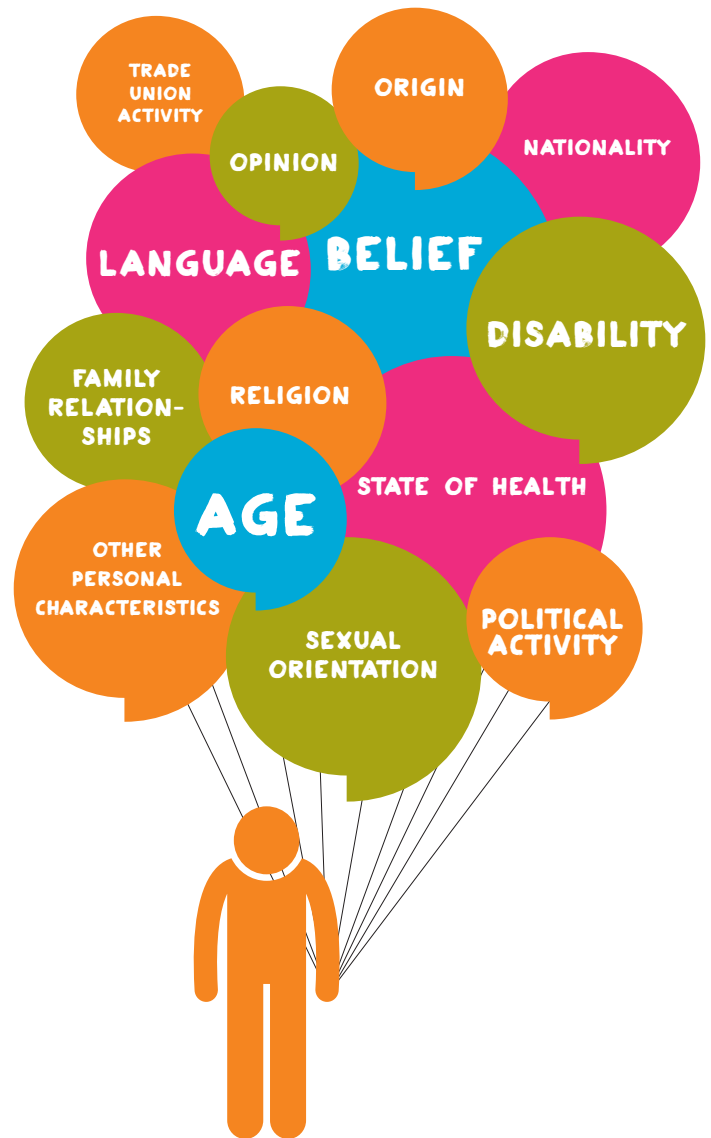 TRADE
UNION
ACTIVITY
ORIGIN
NATIONALITY
OPINION
LANGUAGE
BELIEF
DISABILITY
FAMILY
RELATION-
SHIPS
RELIGION
STATE OF HEALTH
AGE
OTHER
PERSONAL
CHARACTERISTICS
SEXUAL
ORIENTATION
POLITICAL
ACTIVITY